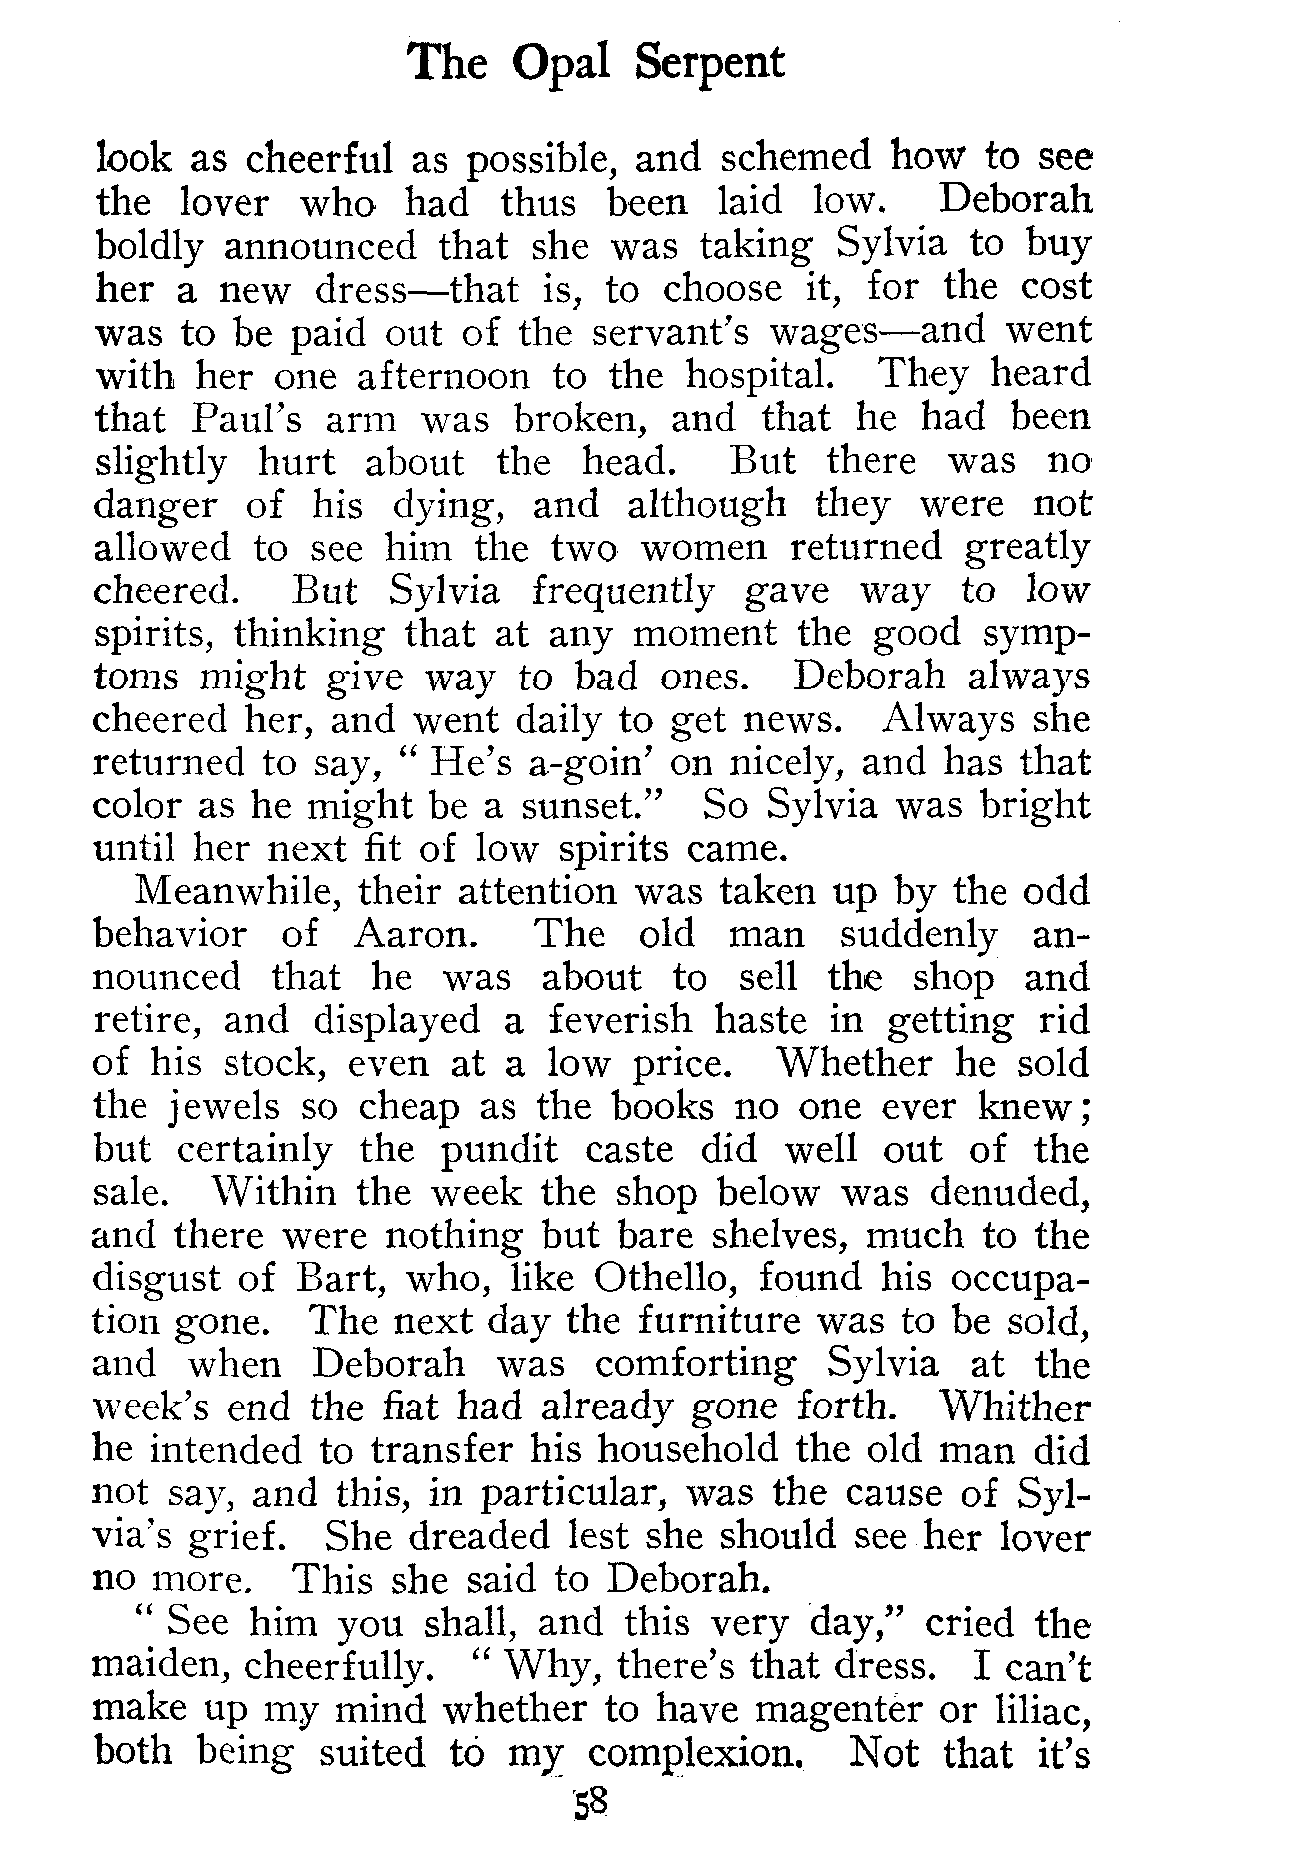 The Opal Serpent
look as cheerful as possible, and schemed how to see
the lover who had thus been laid low. Deborah
boldly announced that she was taking Sylvia to buy
her a new dress—that is, to choose it, for the cost
was to be paid out of the servant's wages—and went
with her one afternoon to the hospital. They heard
that Paul's arm was broken, and that he had been
slightly hurt about the head. But there was no
danger of his dying, and although they were not
allowed to see him the two women returned greatly
cheered. But Sylvia frequently gave way to low
spirits, thinking that at any moment the good symp-
toms might give way to bad ones. Deborah always
cheered her, and went daily to get news. Always she
returned to say, “ He's a-goin' on nicely, and has that
color as he might be a sunset.” So Sylvia was bright
until her next fit of low spirits came.
Meanwhile, their attention was taken up by the odd
behavior of Aaron. The old man suddenly an-
nounced that he was about to sell the shop and
retire, and displayed a feverish haste in getting rid
of his stock, even at a low price. Whether he sold
the jewels so cheap as the books no one ever knew;
but certainly the pundit caste did well out of the
sale. Within the week the shop below was denuded,
and there were nothing but bare shelves, much to the
disgust of Bart, who, like Othello, found his occupa-
tion gone. The next day the furniture was to be sold,
and when Deborah was comforting Sylvia at the
week's end the fiat had already gone forth. Whither
he intended to transfer his household the old man did
not say, and this, in particular, was the cause of Syl-
via's grief. She dreaded lest she should see her lover
no more. This she said to Deborah.
“ See him you shall, and this very day,” cried the
maiden, cheerfully. “ Why, there's that dress. I can't
make up my mind whether to have magenter or liliac,
both being suited to my complexion. Not that it's
58